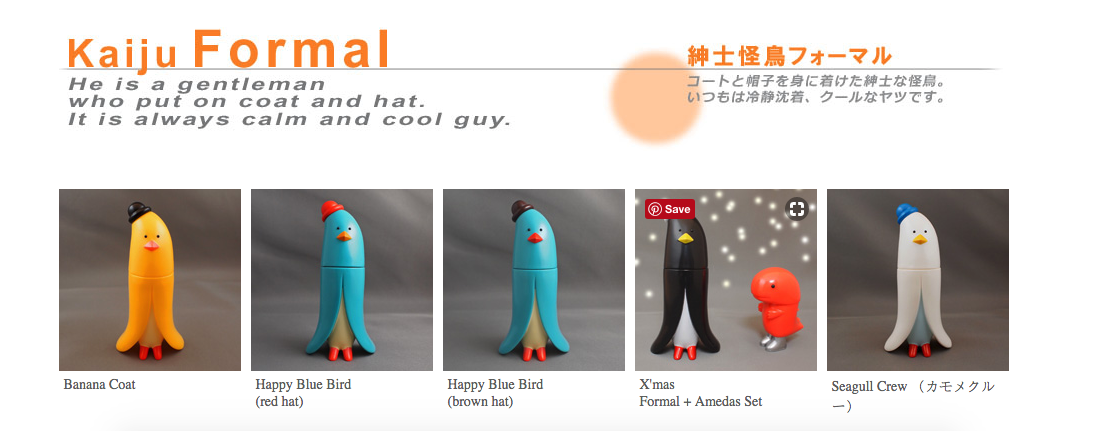 Kaiju Formal
He is a gentleman
who put on coat and hat.
It is always calm and cool guy.
紳士怪鳥フォーマル
コートと帽子を身に着けた紳士な怪鳥。
いつもは冷静沈着、クールなヤツです。
Save
Banana Coat
Happy Blue Bird
(red hat)
Happy Blue Bird
(brown hat)
X'mas
Formal + Amedas Set
Seagull Crew （カモメクル
ー）